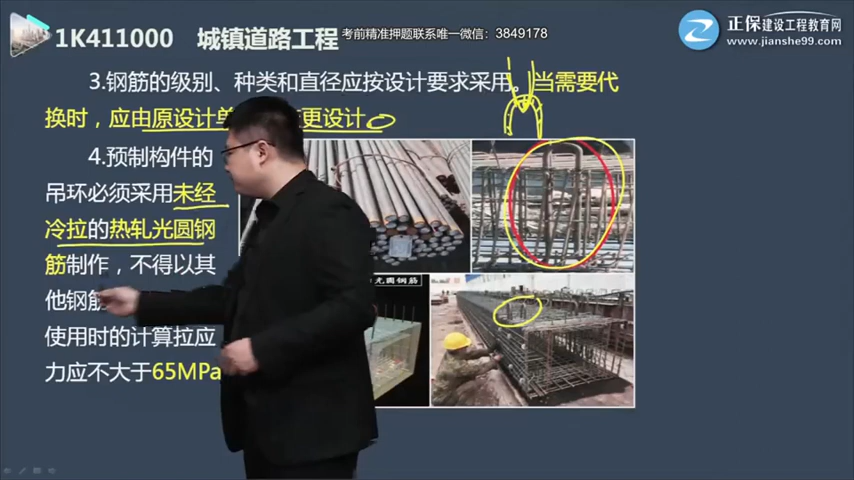 1K411000 城镇道路工程
考前精准押题联系唯一微信：3849178
正保建设工程教育网
www.jianshe99.com
3.钢筋的级别、种类和直径应按设计要求采用。当需要代
换时，应由原设计单 更设计。
4.预制构件的
吊环必须采用未经
冷拉的热轧光圆钢
筋制作，不得以其
他钢筋
使用时的计算拉应
力应不大于65MPa
光圆钢筋